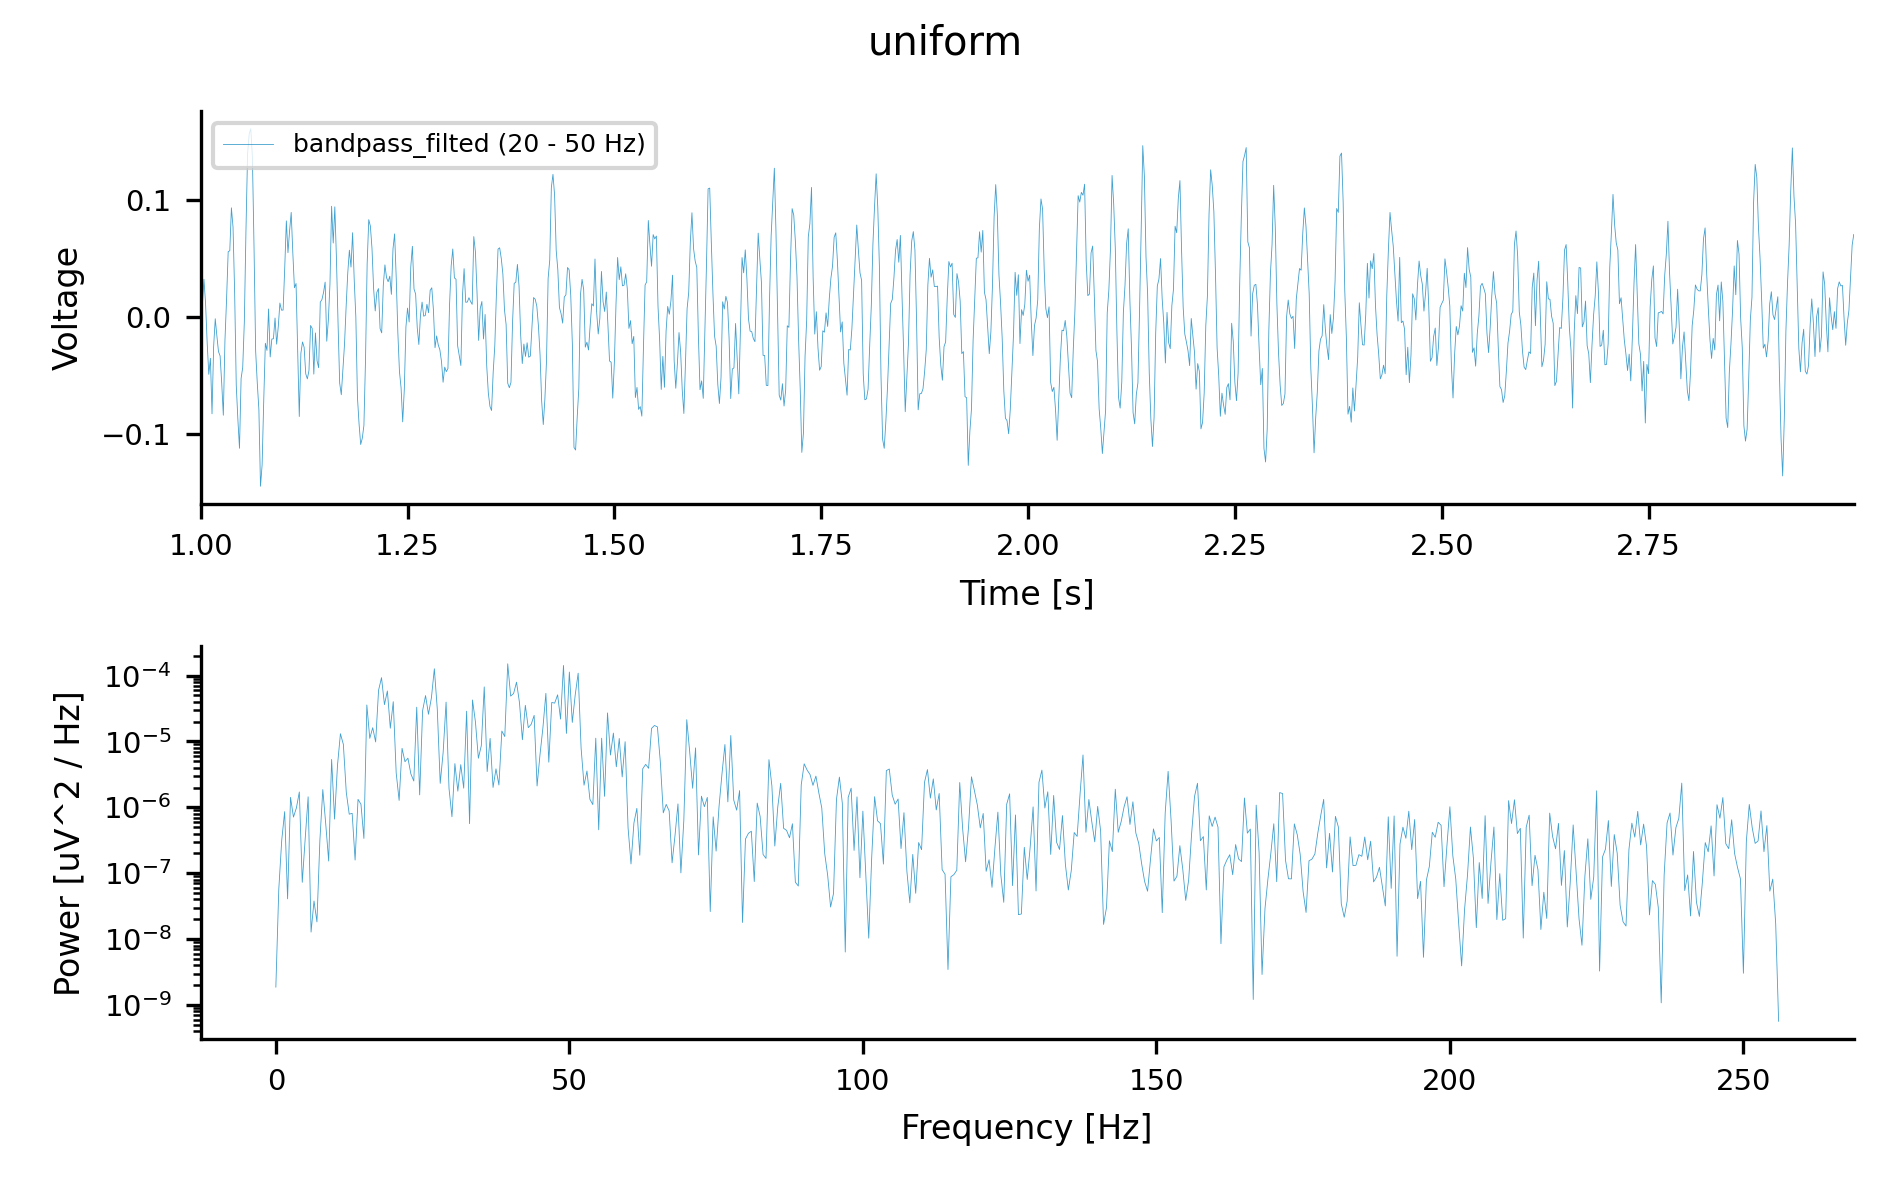 uniform
bandpass_filted (20 - 50 Hz)
Voltage
0.1
0.0
−0.1
1.00 1.25 1.50 1.75 2.00 2.25 2.50 2.75
Time [s]
Power [uV^2 / Hz]
10⁻⁴
10⁻⁵
10⁻⁶
10⁻⁷
10⁻⁸
10⁻⁹
0 50 100 150 200 250
Frequency [Hz]